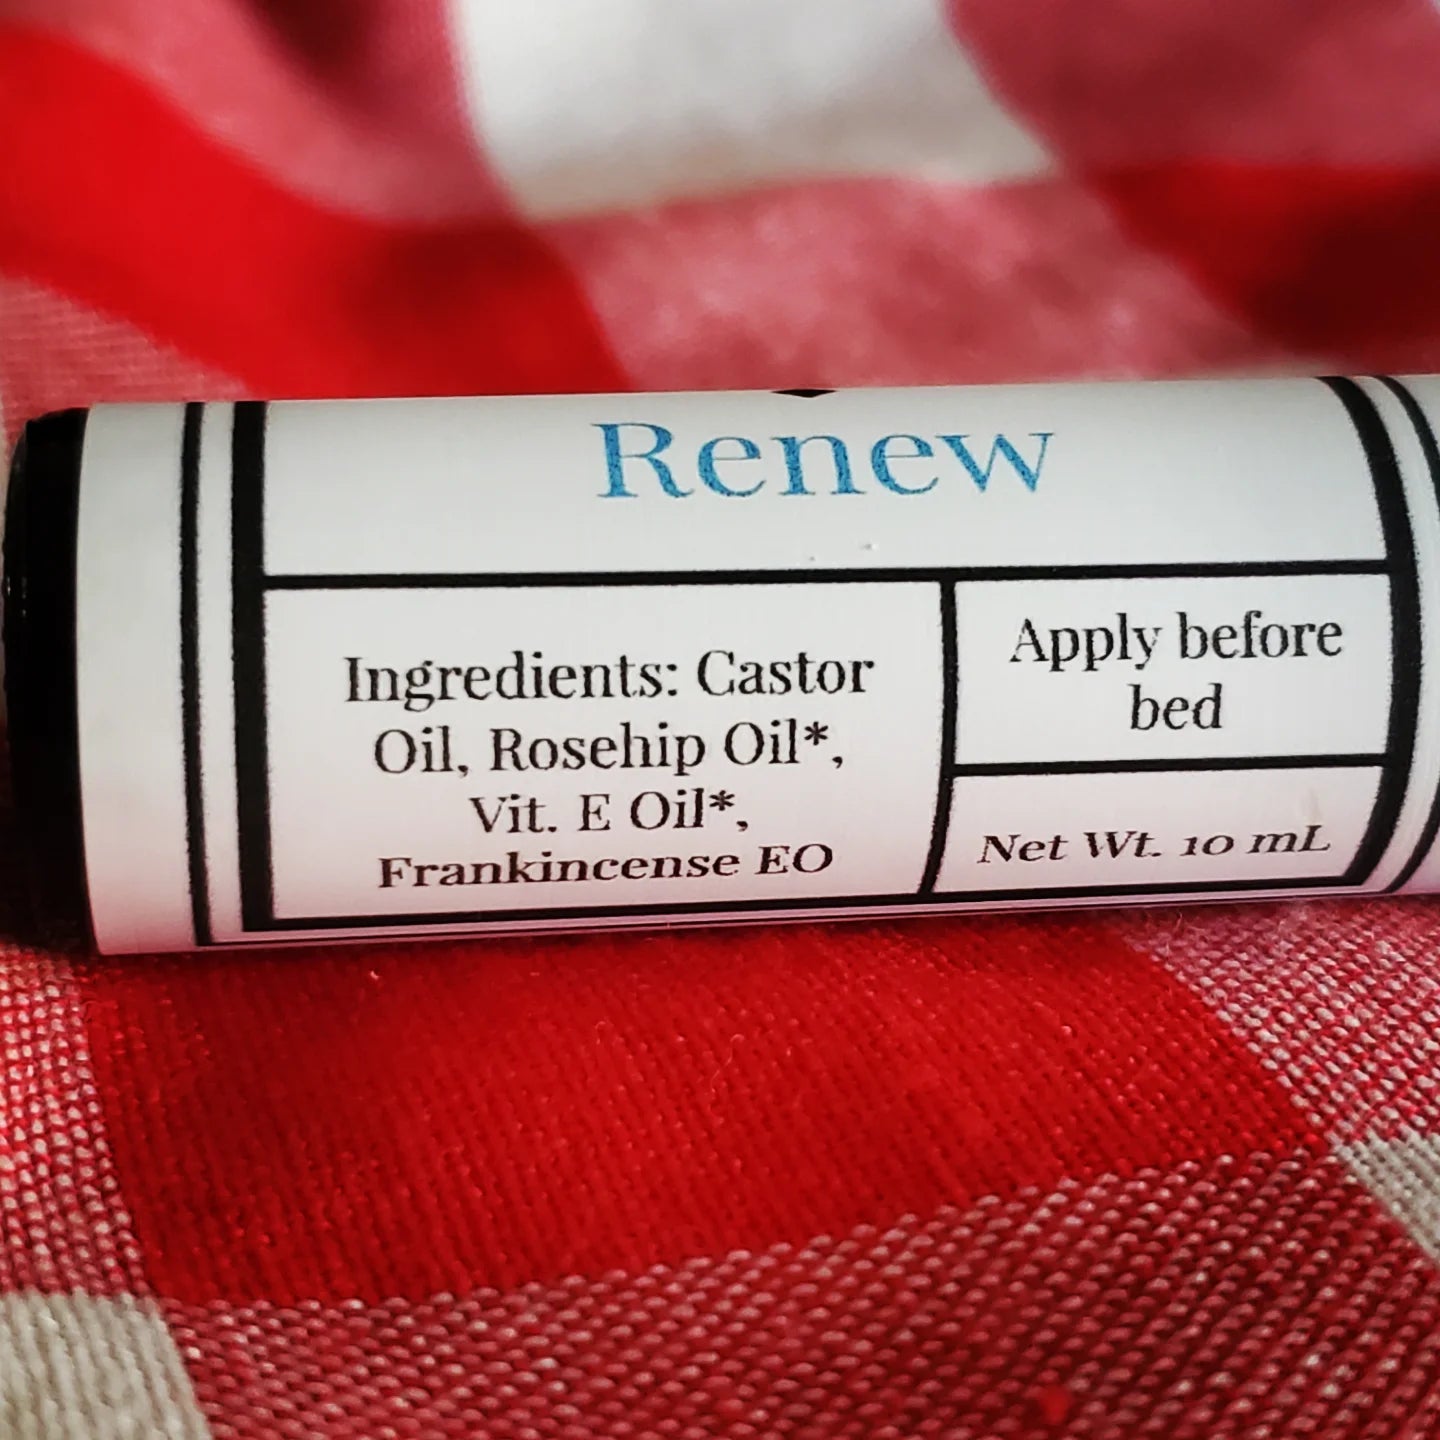 Renew
Ingredients: Castor
Oil, Rosehip Oil*,
Vit. E Oil*,
Frankincense EO
Apply before
bed
Net Wt. 10 mL